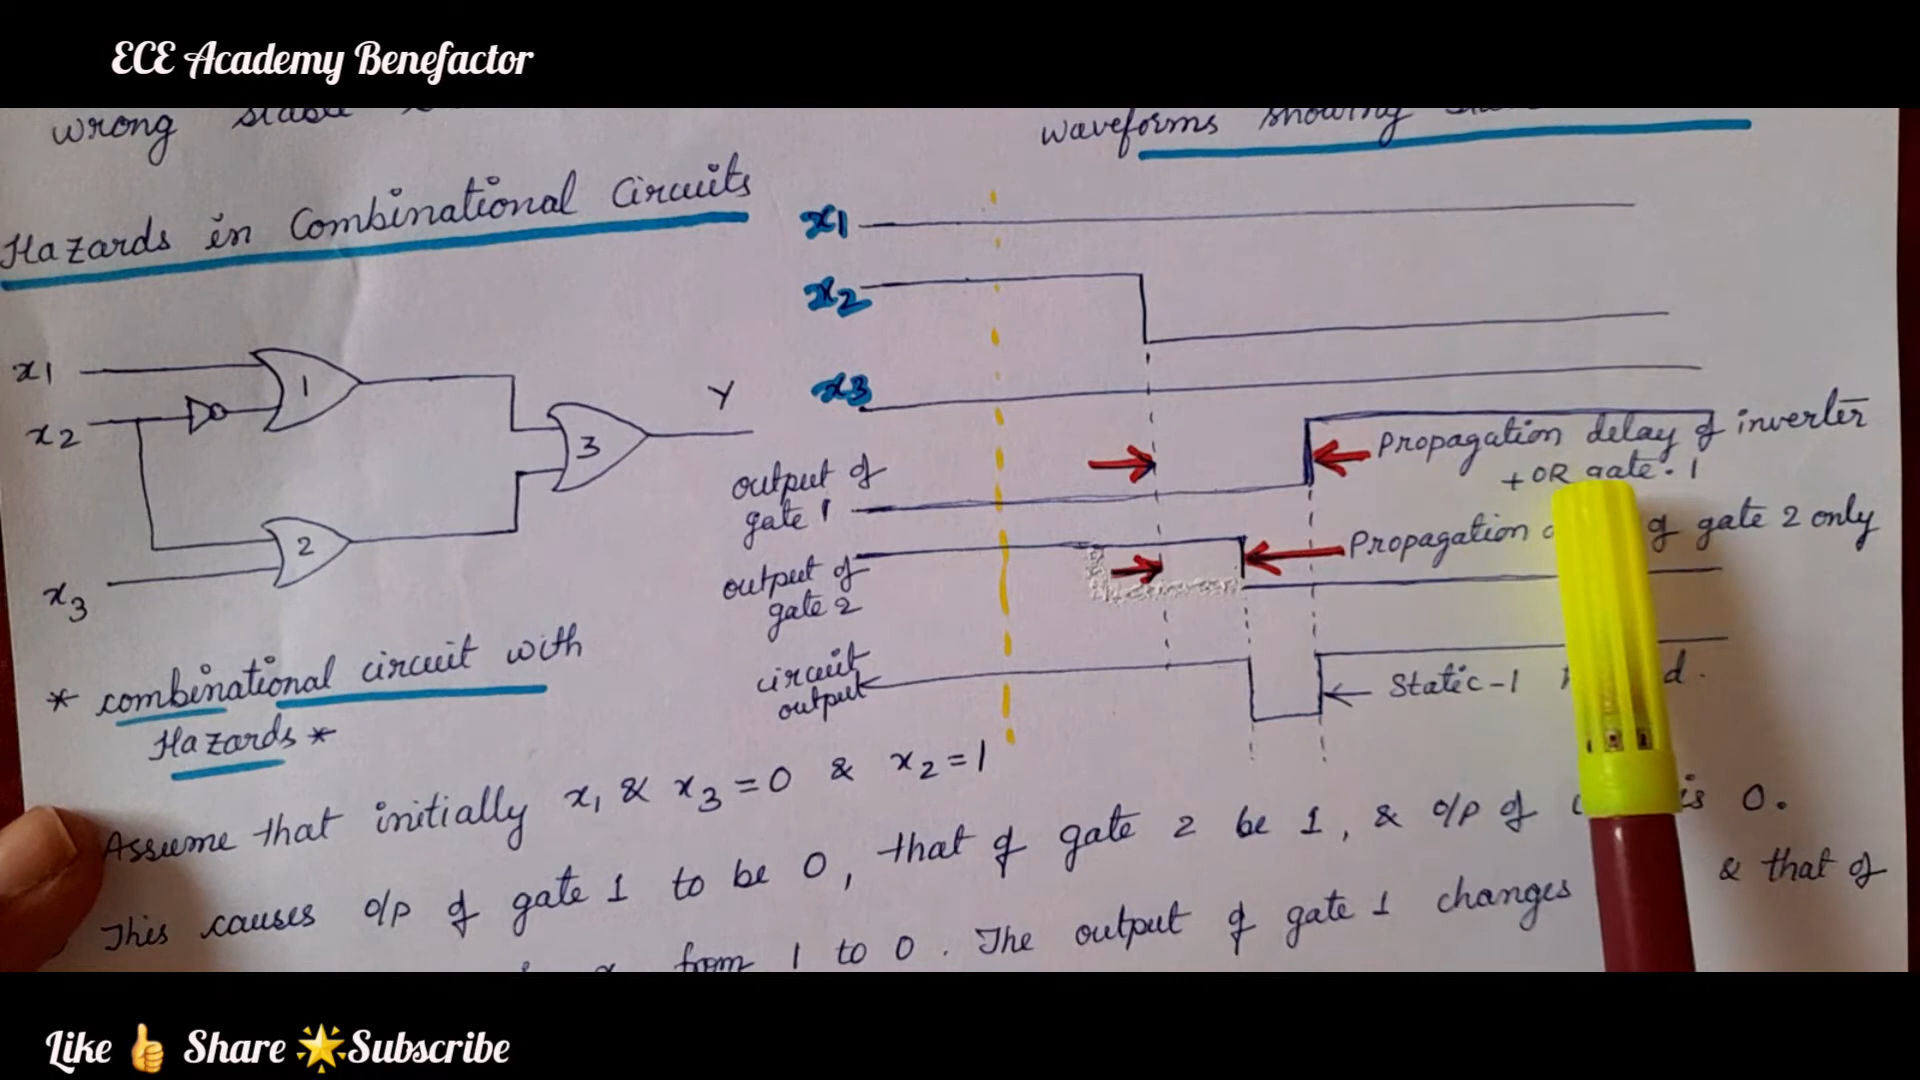 ECE Academy Benefactor
wrong
waveforms showing
Hazards in Combinational Circuits
x1
x2
x3
x1
x2
x3
1
2
3
Y
output of
gate 1
Propagation delay of inverter
+ OR gate. 1
output of
gate 2
Propagation of gate 2 only
circuit
output
Static-1
* combinational circuit with
Hazards *
Assume that initially x1 & x3 = 0 & x2 = 1
This causes o/p of gate 1 to be 0, that of gate 2 be 1, & o/p of is 0.
from 1 to 0. The output of gate 1 changes & that of
Like 👍 Share 🌟Subscribe